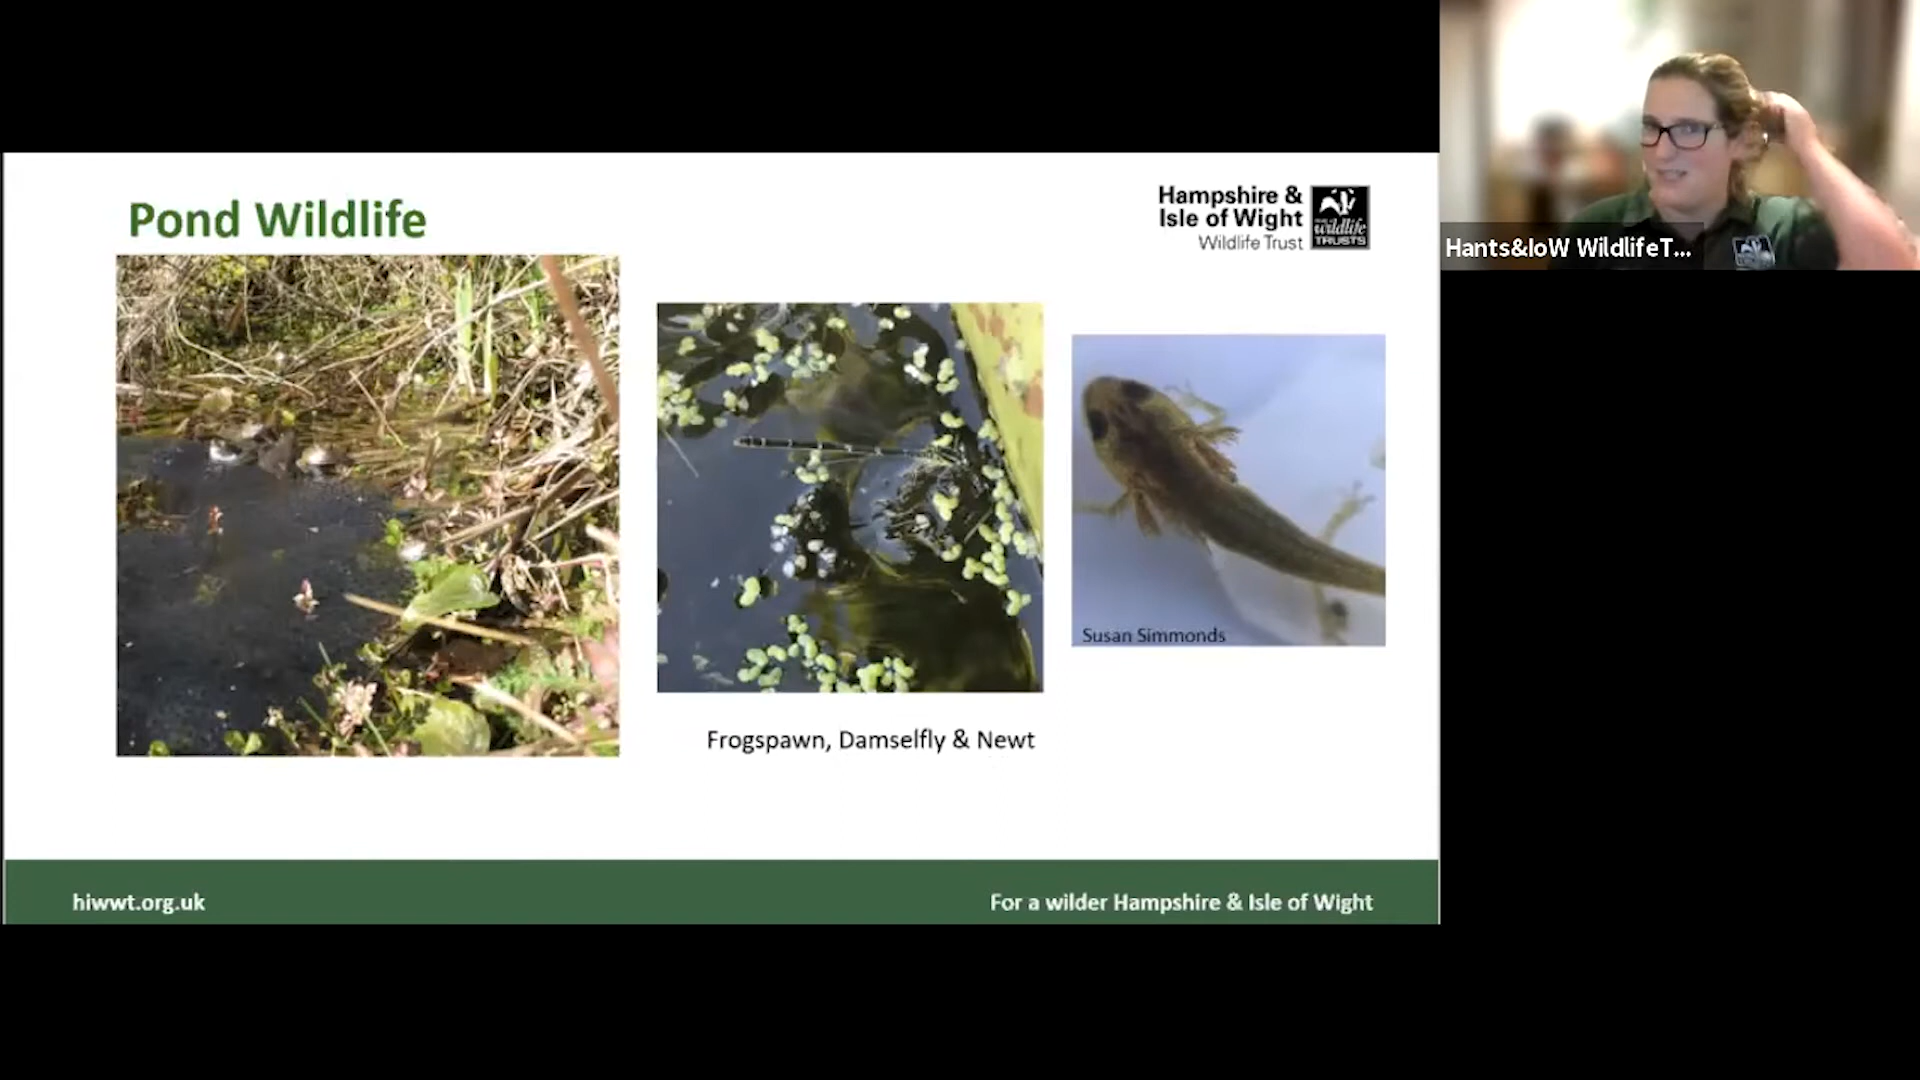 Pond Wildlife
Hampshire &
Isle of Wight
Wildlife Trust
wildlife
TRUSTS
Hants&IoW WildlifeT...
Susan Simmonds
Frogspawn, Damselfly & Newt
hiwwt.org.uk
For a wilder Hampshire & Isle of Wight